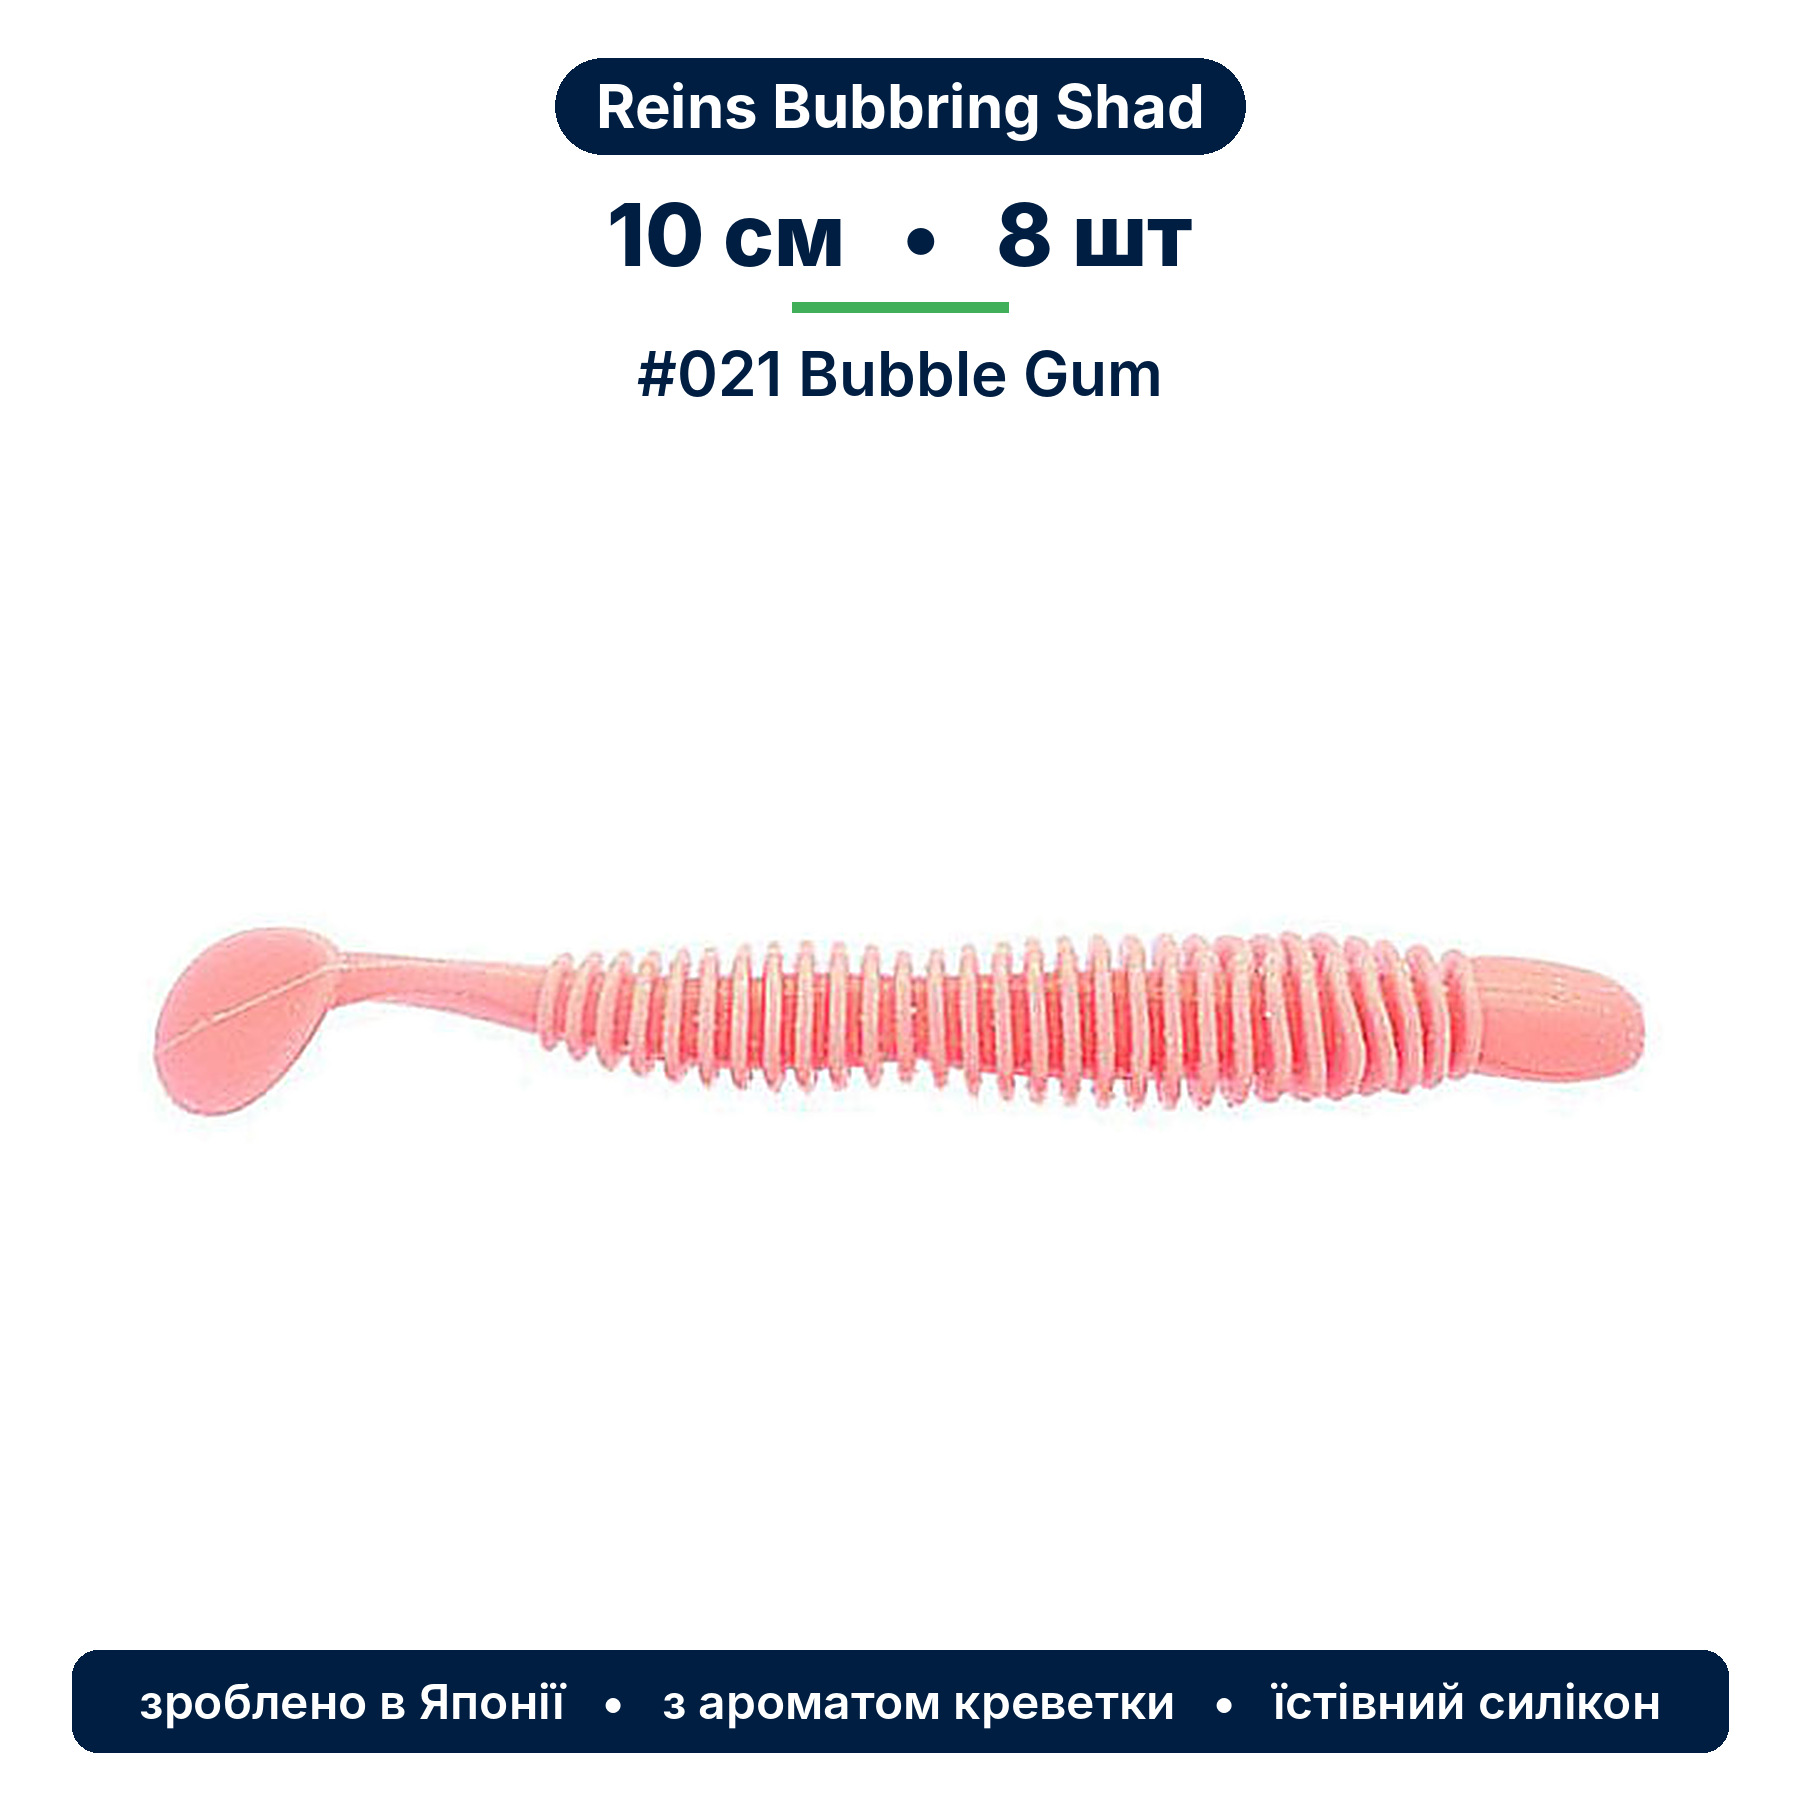 Reins Bubbring Shad
10 см • 8 шт
#021 Bubble Gum
зроблено в Японії • з ароматом креветки • їстівний силікон